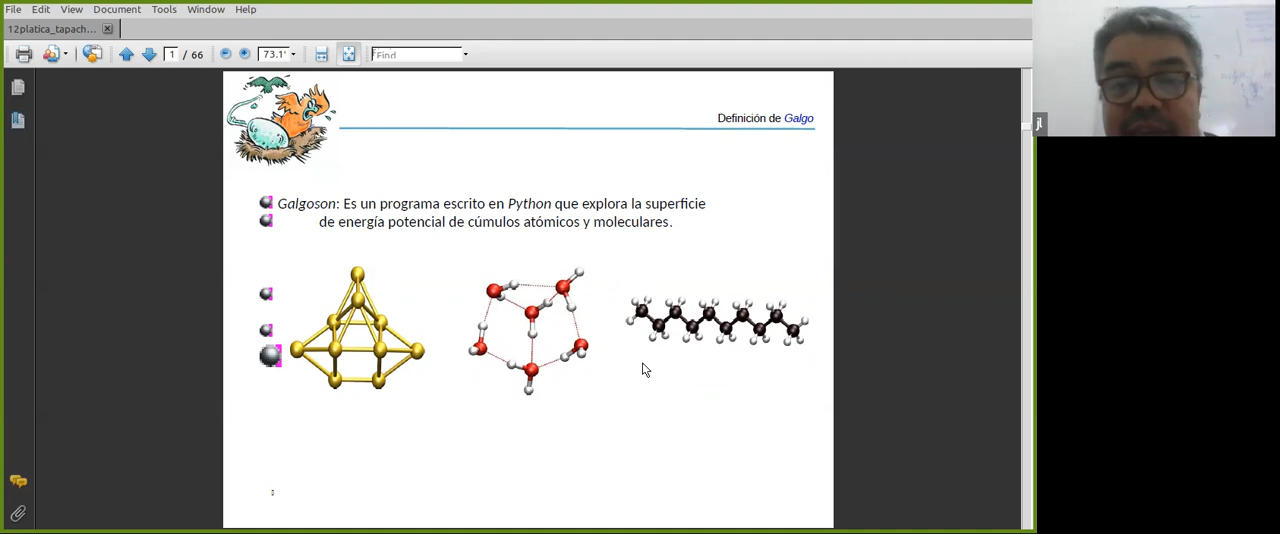 File Edit View Document Tools Window Help
12platica_tapach...
1 / 66 73.1% Find
Definición de Galgo
Galgoson: Es un programa escrito en Python que explora la superficie
de energía potencial de cúmulos atómicos y moleculares.
jl